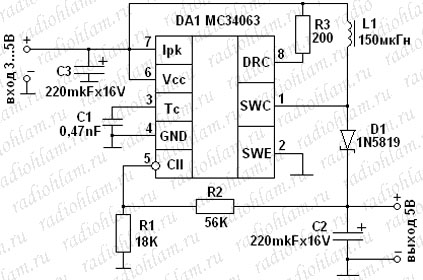 DA1 MC34063
7 Ipk
6 Vcc
3 Tc
4 GND
5 CII
DRC 8
SWC 1
SWE 2
R3
200
L1
150мкГн
вход 3...5В
+
−
C3
220mkFx16V
C1
0,47nF
D1
1N5819
R2
56K
R1
18K
C2
220mkFx16V
+
−
выход 5В
radiohlam.ru